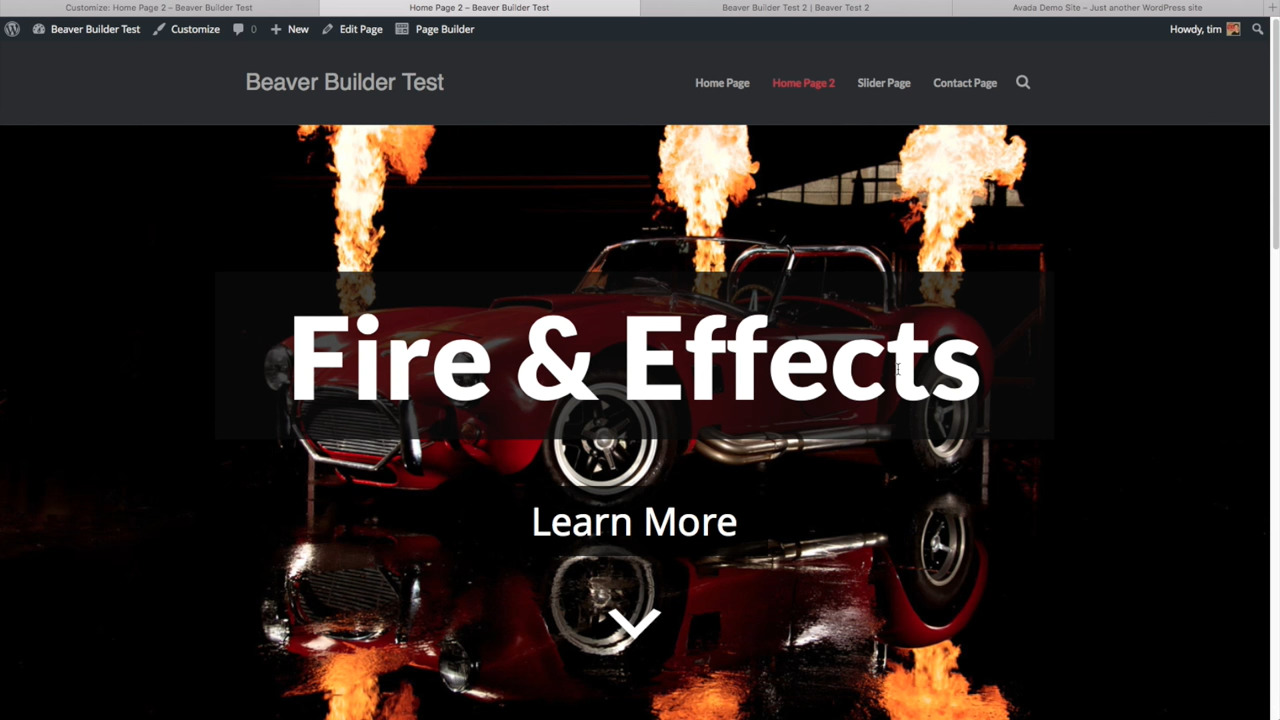 Customize: Home Page 2 – Beaver Builder Test
Home Page 2 – Beaver Builder Test
Beaver Builder Test 2 | Beaver Test 2
Avada Demo Site – Just another WordPress site
Beaver Builder Test
Customize
0
New
Edit Page
Page Builder
Howdy, tim
Beaver Builder Test
Home Page
Home Page 2
Slider Page
Contact Page
Fire & Effects
Learn More